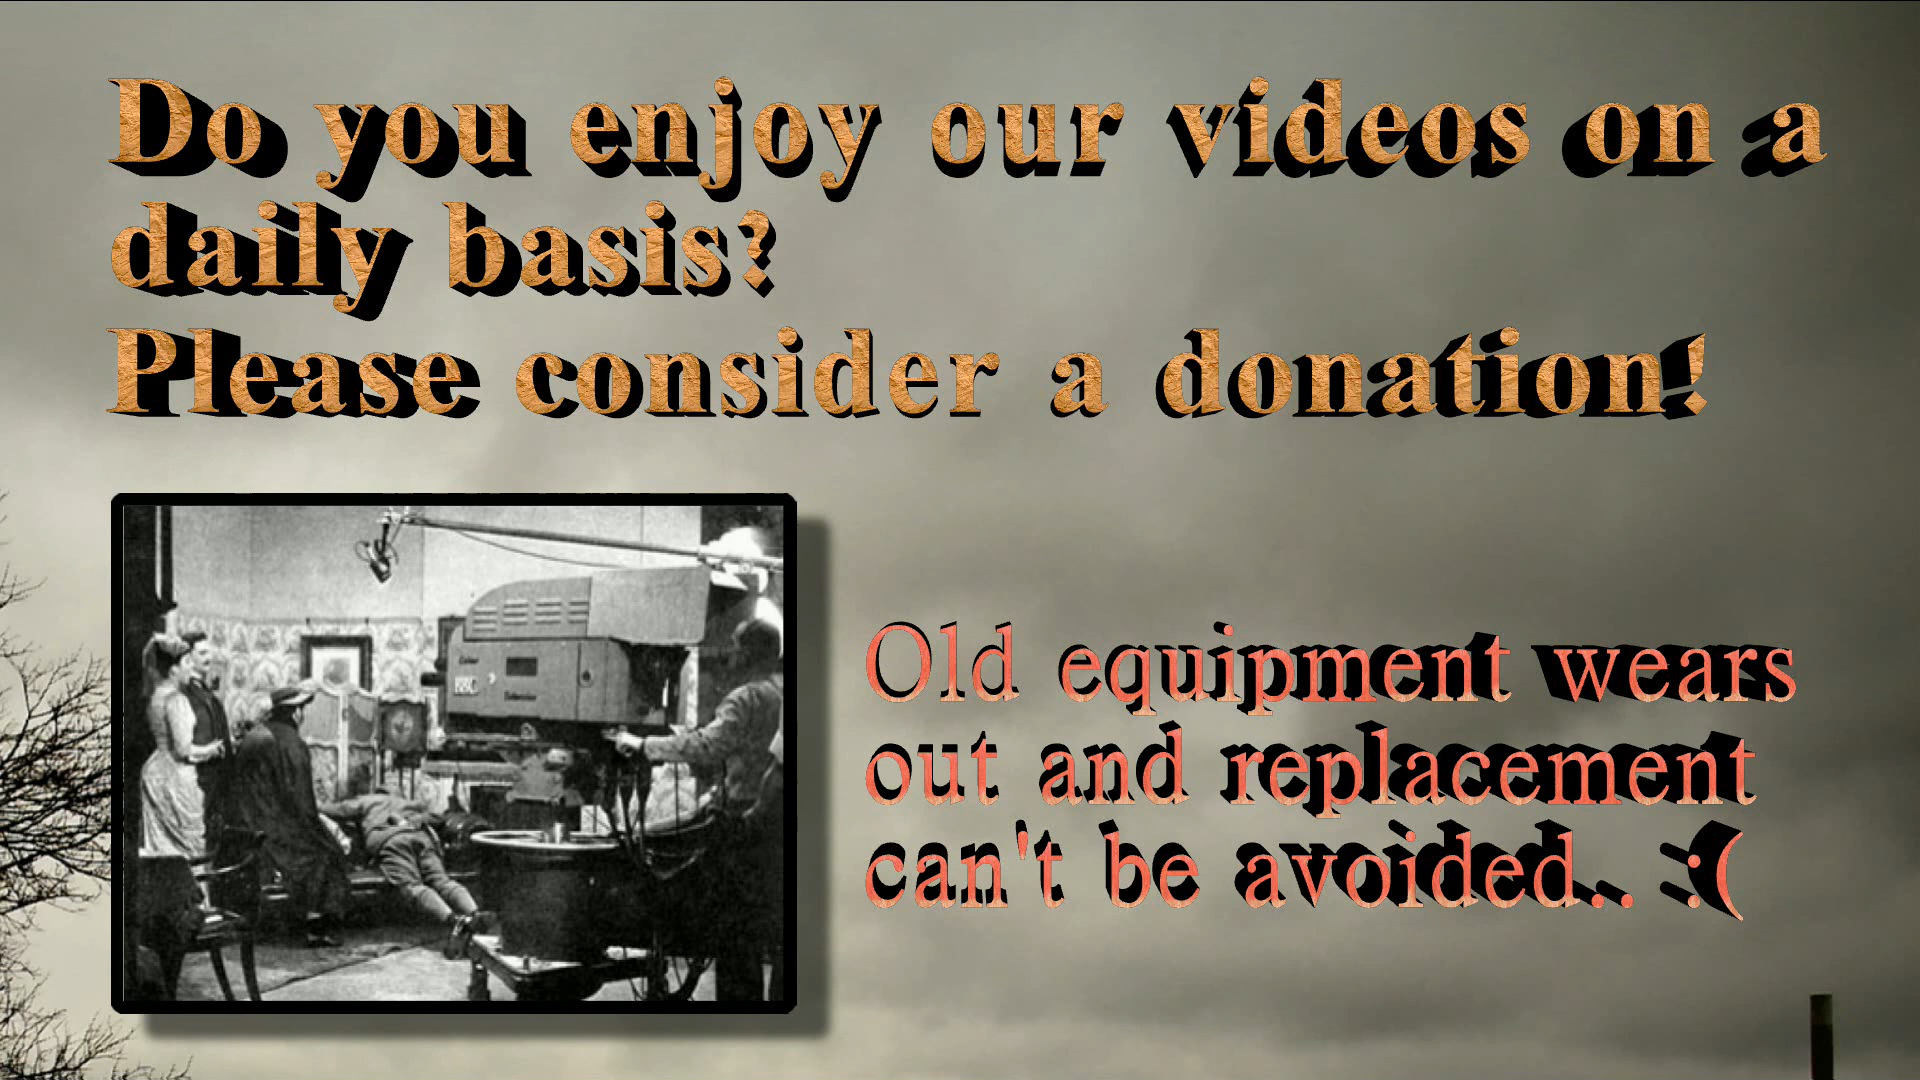 Do you enjoy our videos on a
daily basis?
Please consider a donation!
BBC
Old equipment wears
out and replacement
can't be avoided.. :(